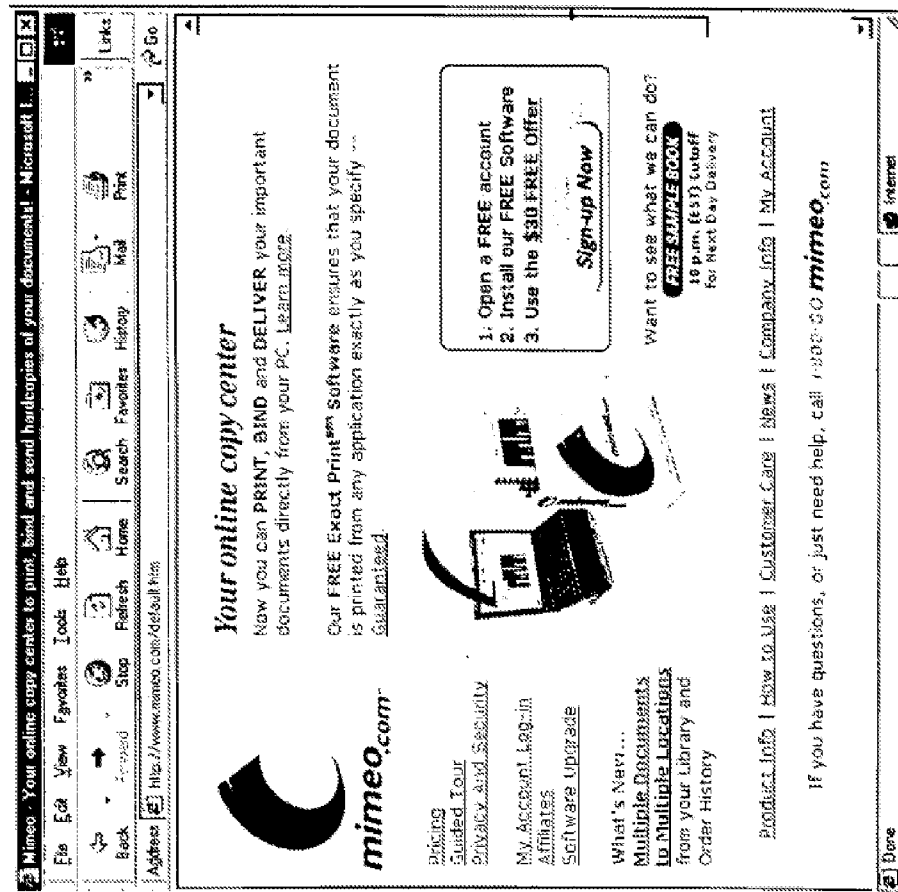 Mimeo - Your online copy center to print, bind and send hardcopies of your documents! - Microsoft I...
File Edit View Favorites Tools Help
Back Forward Stop Refresh Home Search Favorites History Mail Print
Address http://www.mimeo.com/default.htm Go Links
mimeo.com
Your online copy center
Now you can PRINT, BIND and DELIVER your important
documents directly from your PC. Learn more.
Our FREE Exact Print℠ Software ensures that your document
is printed from any application exactly as you specify --
Guaranteed.
Pricing
Guided Tour
Privacy And Security
My Account Log-in
Affiliates
Software Upgrade
What's New...
Multiple Documents
to Multiple Locations
from your Library and
Order History
1. Open a FREE account
2. Install our FREE Software
3. Use the $30 FREE Offer
Sign-up Now
Want to see what we can do?
FREE SAMPLE BOOK
10 p.m. (EST) Cutoff
for Next Day Delivery
Product Info | How to Use | Customer Care | News | Company Info | My Account
If you have questions, or just need help, call 1-800-GO mimeo.com
Done Internet